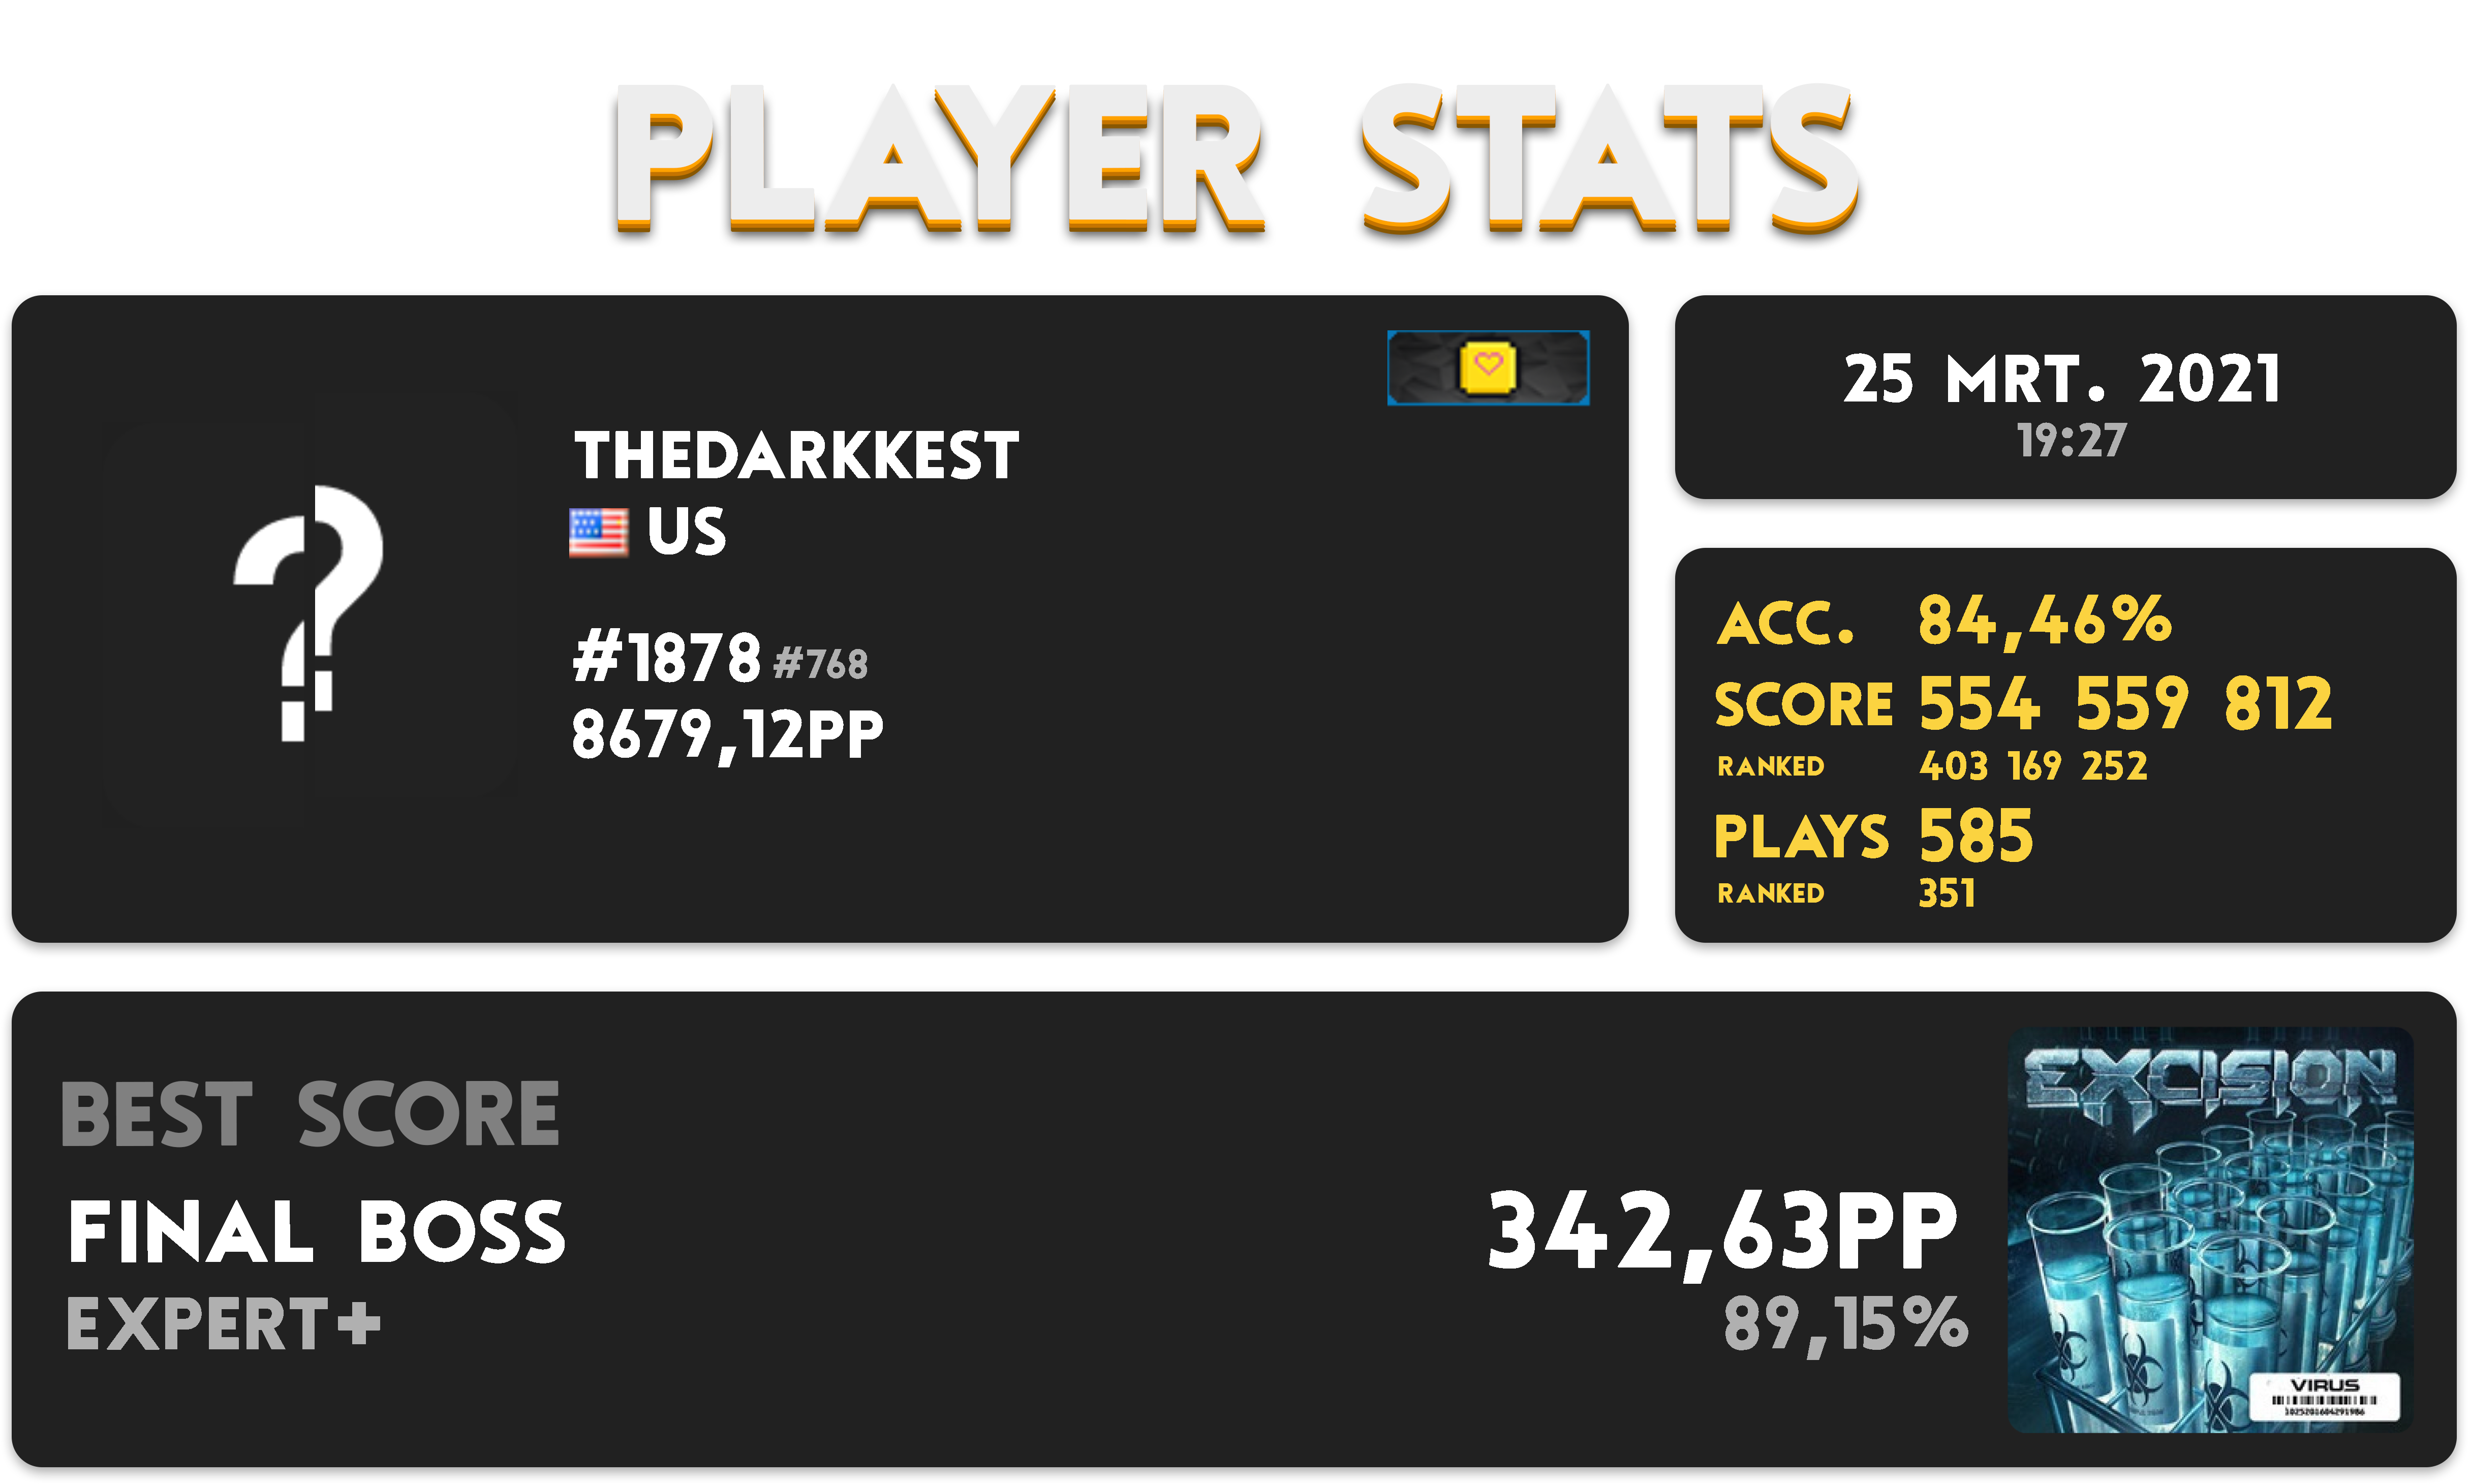 PLAYER STATS
THEDARKKEST
US
#1878 #768
8679,12PP
25 MRT. 2021
19:27
ACC. 84,46%
SCORE 554 559 812
RANKED 403 169 252
PLAYS 585
RANKED 351
BEST SCORE
FINAL BOSS
EXPERT+
342,63PP
89,15%
EXCISION
VIRUS
1025201604291986